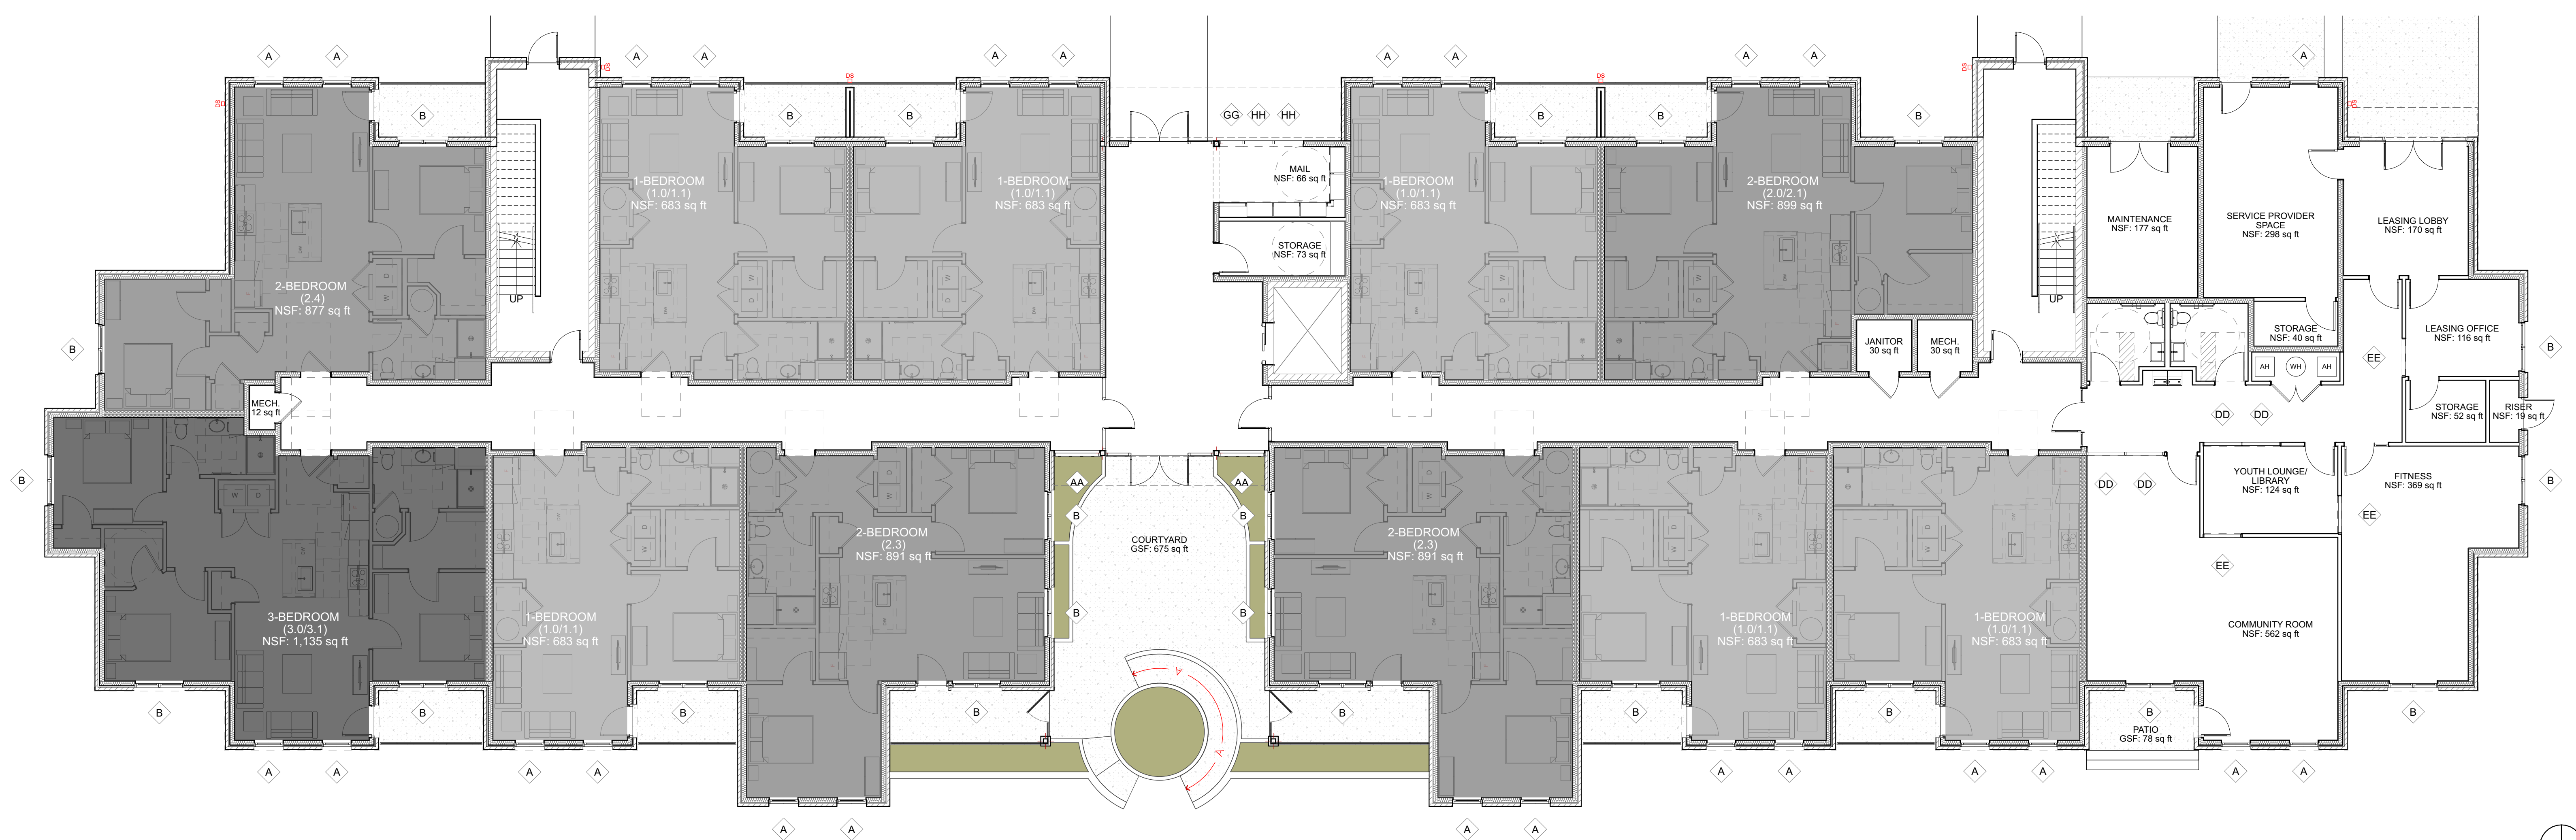 A
A
A
A
A
A
A
A
A
A
A
DS
DS
DS
DS
DS
DS
B
B
B
B
B
B
GG
HH
HH
MAIL
NSF: 66 sq ft
1-BEDROOM
(1.0/1.1)
NSF: 683 sq ft
1-BEDROOM
(1.0/1.1)
NSF: 683 sq ft
1-BEDROOM
(1.0/1.1)
NSF: 683 sq ft
2-BEDROOM
(2.0/2.1)
NSF: 899 sq ft
MAINTENANCE
NSF: 177 sq ft
SERVICE PROVIDER
SPACE
NSF: 298 sq ft
LEASING LOBBY
NSF: 170 sq ft
STORAGE
NSF: 73 sq ft
2-BEDROOM
(2.4)
NSF: 877 sq ft
UP
UP
W
D
W
D
W
D
W
D
W
D
DW
DW
DW
DW
DW
JANITOR
30 sq ft
MECH.
30 sq ft
STORAGE
NSF: 40 sq ft
LEASING OFFICE
NSF: 116 sq ft
B
B
EE
AH
WH
AH
MECH.
12 sq ft
STORAGE
NSF: 52 sq ft
RISER
NSF: 19 sq ft
DD
DD
B
B
W
D
AA
AA
DD
DD
YOUTH LOUNGE/
LIBRARY
NSF: 124 sq ft
FITNESS
NSF: 369 sq ft
EE
B
B
COURTYARD
GSF: 675 sq ft
2-BEDROOM
(2.3)
NSF: 891 sq ft
2-BEDROOM
(2.3)
NSF: 891 sq ft
EE
B
B
3-BEDROOM
(3.0/3.1)
NSF: 1,135 sq ft
1-BEDROOM
(1.0/1.1)
NSF: 683 sq ft
1-BEDROOM
(1.0/1.1)
NSF: 683 sq ft
1-BEDROOM
(1.0/1.1)
NSF: 683 sq ft
COMMUNITY ROOM
NSF: 562 sq ft
A
A
B
B
B
B
B
B
B
B
B
PATIO
GSF: 78 sq ft
A
A
A
A
A
A
A
A
A
A
A
A
A
A